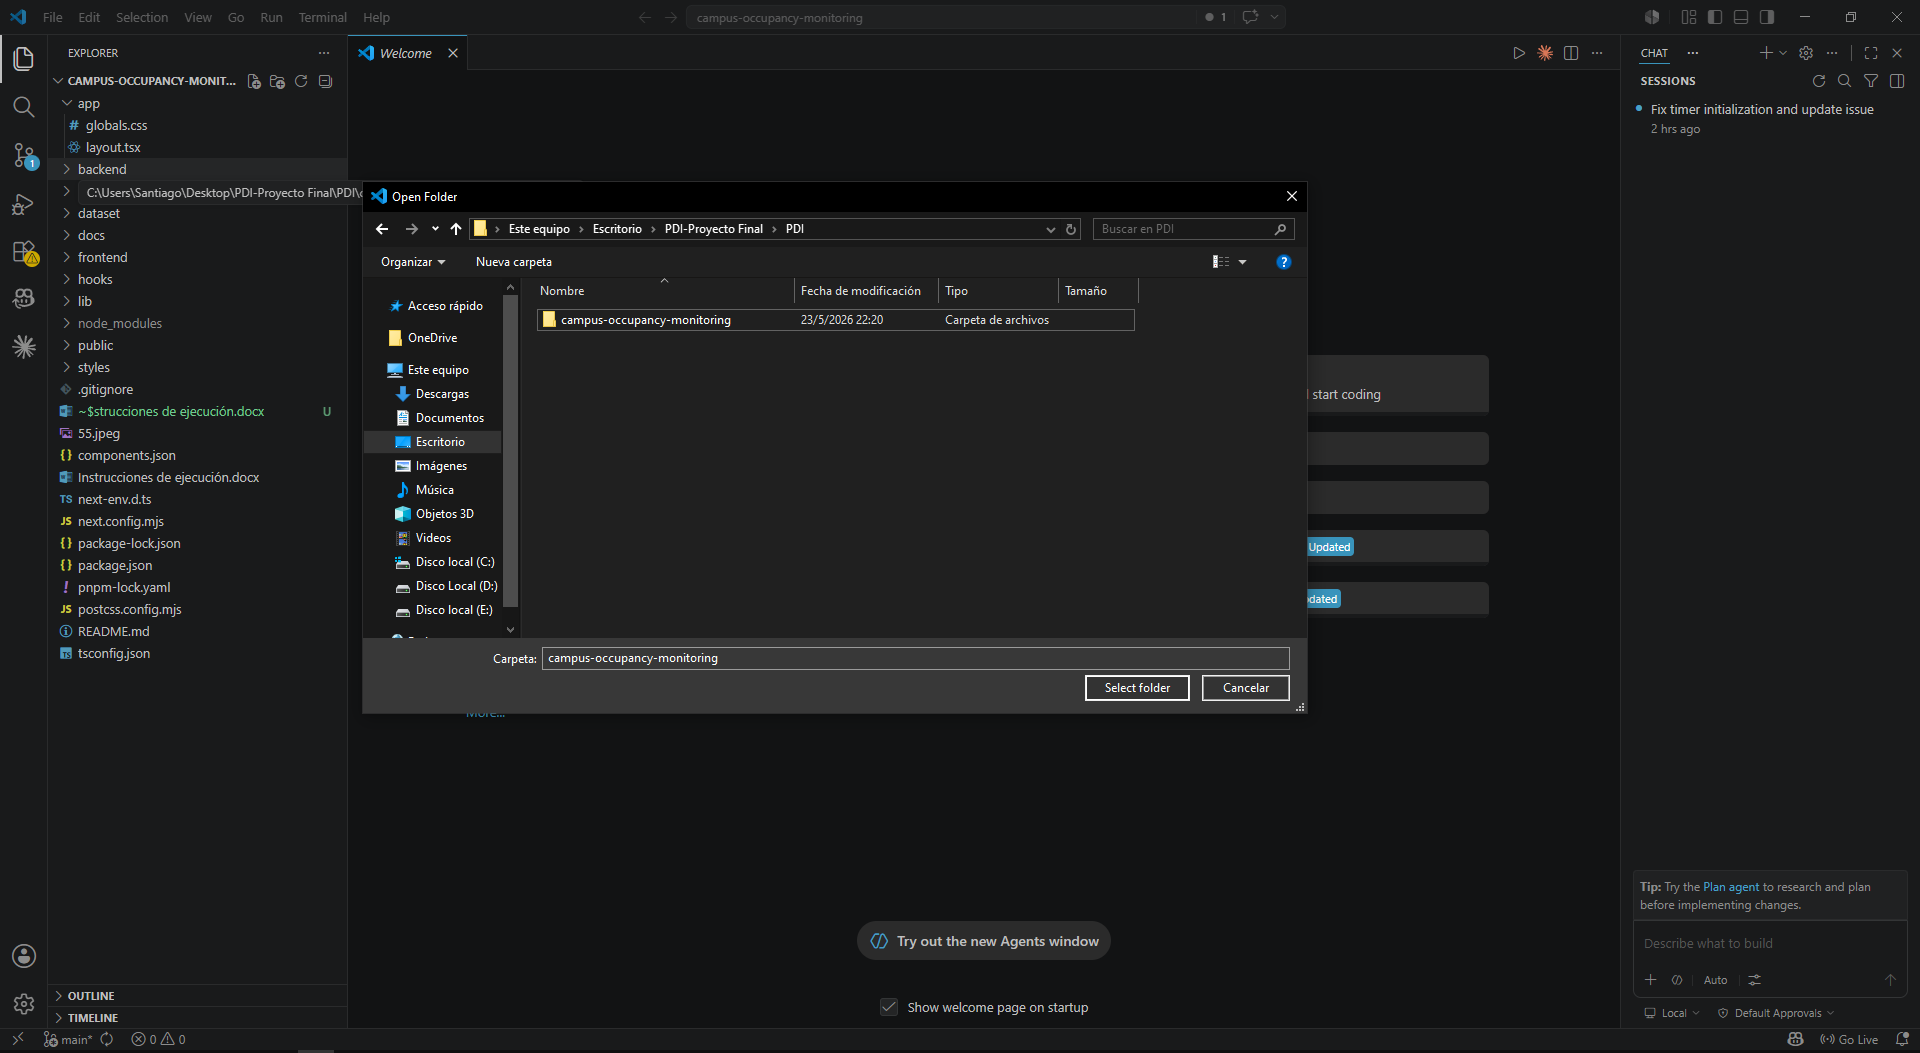 File Edit Selection View Go Run Terminal Help
campus-occupancy-monitoring
1
EXPLORER
CAMPUS-OCCUPANCY-MONIT...
app
globals.css
layout.tsx
backend
C:\Users\Santiago\Desktop\PDI-Proyecto Final\PDI\
dataset
docs
frontend
hooks
lib
node_modules
public
styles
.gitignore
~$strucciones de ejecución.docx U
55.jpeg
components.json
Instrucciones de ejecución.docx
TS next-env.d.ts
JS next.config.mjs
package-lock.json
package.json
pnpm-lock.yaml
JS postcss.config.mjs
README.md
tsconfig.json
OUTLINE
TIMELINE
main*
0 0
1
Welcome
Open Folder
Este equipo > Escritorio > PDI-Proyecto Final > PDI
Buscar en PDI
Organizar
Nueva carpeta
Nombre Fecha de modificación Tipo Tamaño
campus-occupancy-monitoring 23/5/2026 22:20 Carpeta de archivos
Acceso rápido
OneDrive
Este equipo
Descargas
Documentos
Escritorio
Imágenes
Música
Objetos 3D
Videos
Disco local (C:)
Disco Local (D:)
Disco local (E:)
Carpeta: campus-occupancy-monitoring
Select folder
Cancelar
start coding
Updated
dated
More...
Try out the new Agents window
Show welcome page on startup
CHAT
SESSIONS
Fix timer initialization and update issue
2 hrs ago
Tip: Try the Plan agent to research and plan
before implementing changes.
Describe what to build
Auto
Local
Default Approvals
Go Live